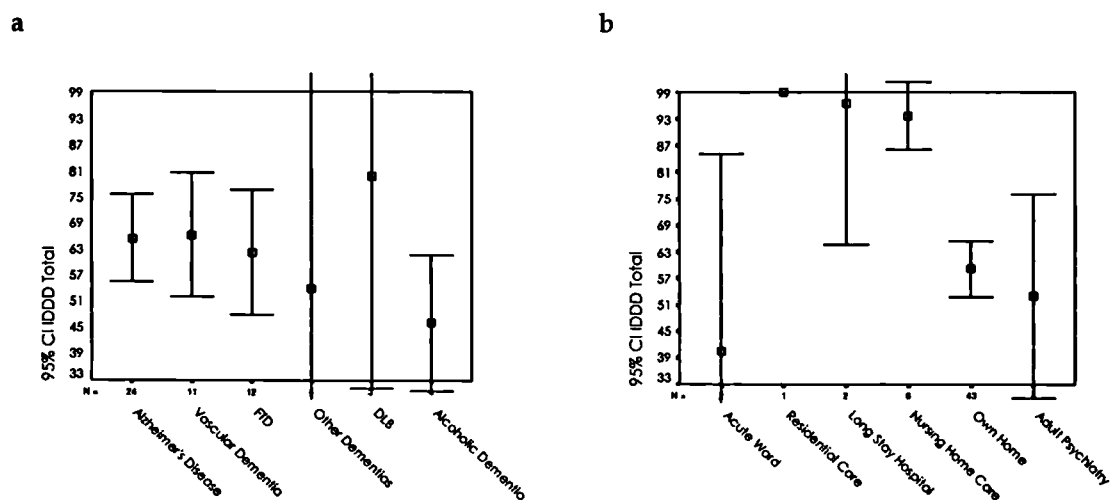 a
b
99
93
87
81
75
69
63
57
51
45
39
33
95% CI IDDD Total
N =
24
11
12
Alzheimer's Disease
Vascular Dementia
FTD
Other Dementias
DLB
Alcoholic Dementia
99
93
87
81
75
69
63
57
51
45
39
33
95% CI IDDD Total
N =
1
2
6
43
Acute Ward
Residential Care
Long Stay Hospital
Nursing Home Care
Own Home
Adult Psychiatry